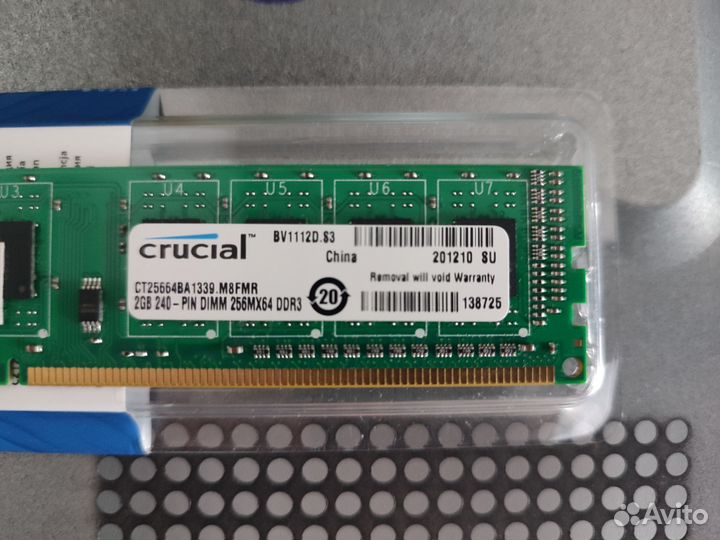 U3
U4
U5
U6
U7
crucial™
BV1112D.S3
China
201210 SU
Removal will void Warranty
CT25664BA1339.M8FMR
2GB 240-PIN DIMM 256MX64 DDR3
20
138725
Avito